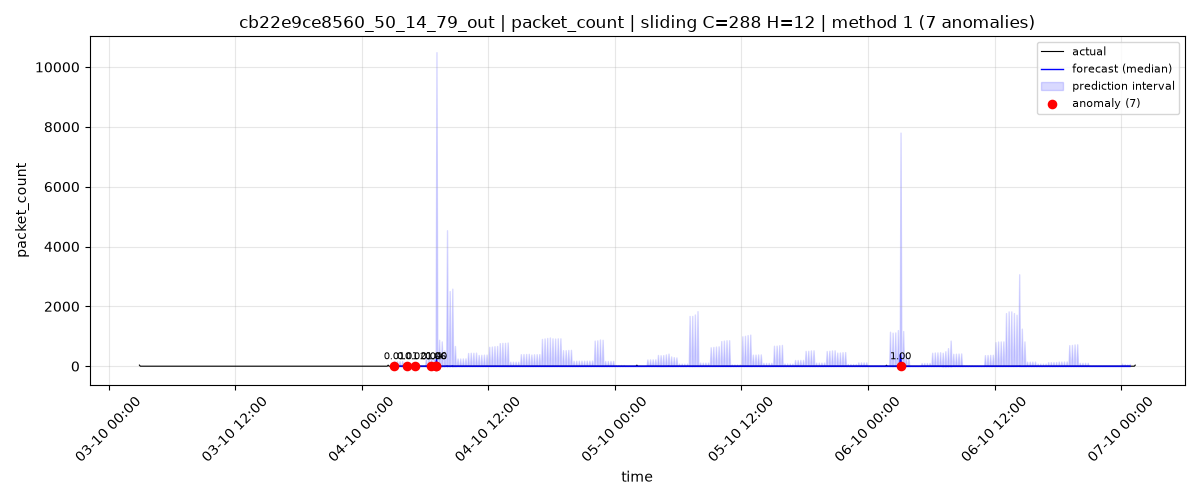 cb22e9ce8560_50_14_79_out | packet_count | sliding C=288 H=12 | method 1 (7 anomalies)
actual
forecast (median)
prediction interval
anomaly (7)
packet_count
10000
8000
6000
4000
2000
0
1.00
03-10 00:00
03-10 12:00
04-10 00:00
04-10 12:00
05-10 00:00
05-10 12:00
06-10 00:00
06-10 12:00
07-10 00:00
time